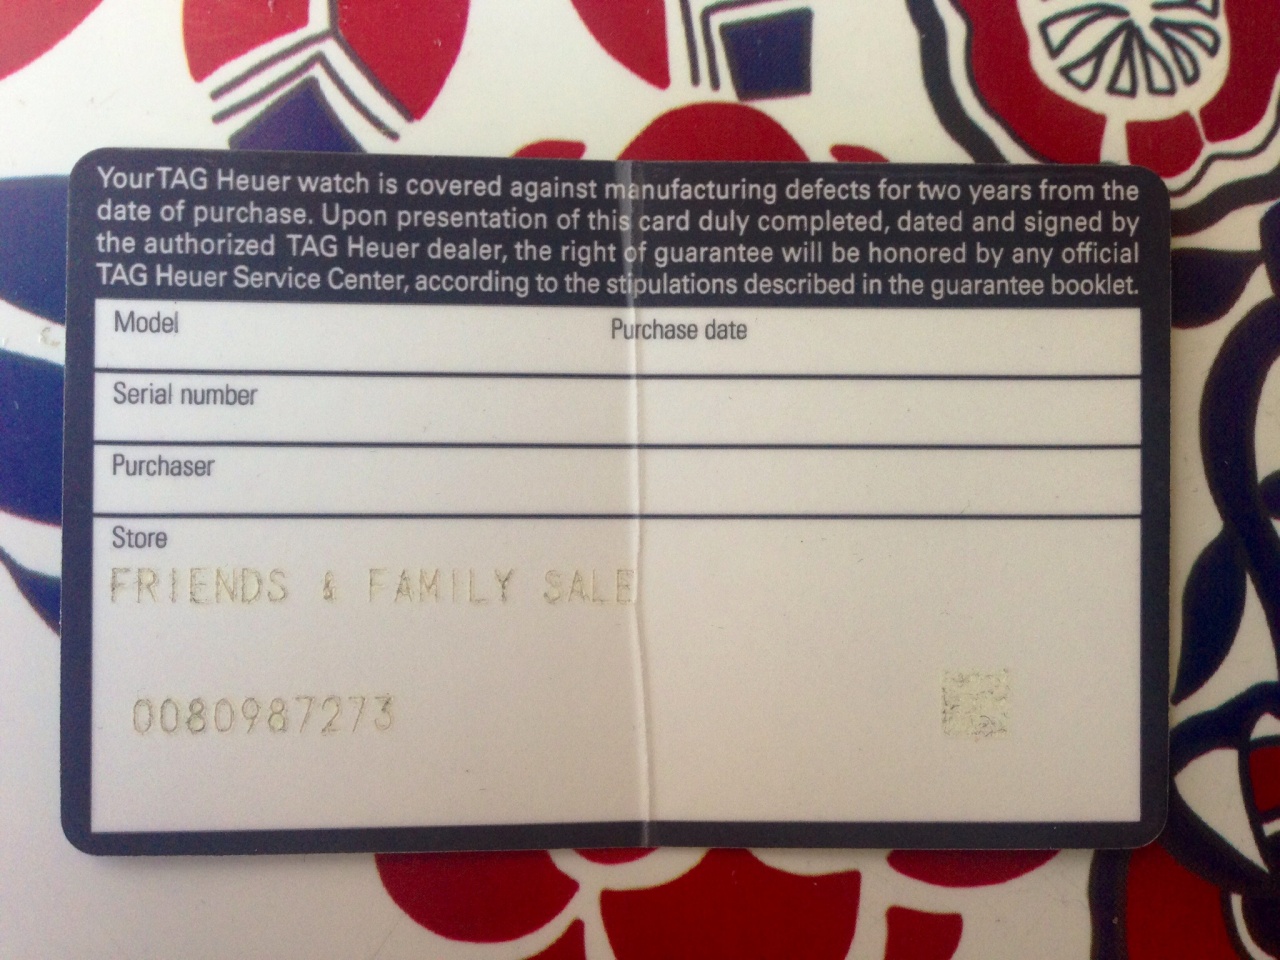 Your TAG Heuer watch is covered against manufacturing defects for two years from the
date of purchase. Upon presentation of this card duly completed, dated and signed by
the authorized TAG Heuer dealer, the right of guarantee will be honored by any official
TAG Heuer Service Center, according to the stipulations described in the guarantee booklet.
Model Purchase date
Serial number
Purchaser
Store
FRIENDS & FAMILY SALE
0080987273